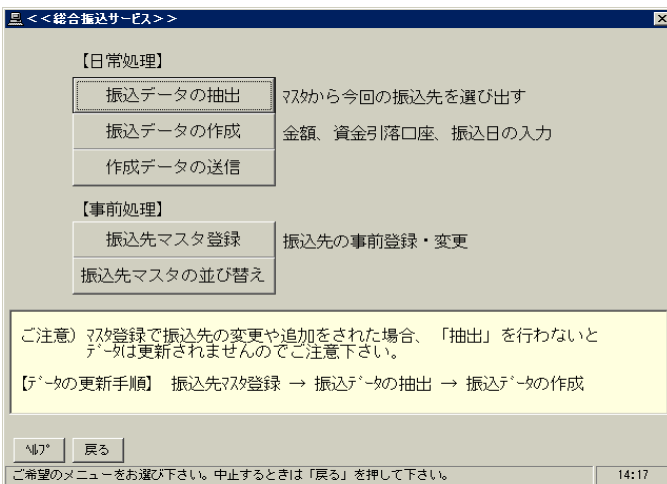 <<総合振込ｻｰﾋﾞｽ>>
【日常処理】
振込データの抽出 ﾏｽﾀから今回の振込先を選び出す
振込データの作成 金額、資金引落口座、振込日の入力
作成データの送信
【事前処理】
振込先マスタ登録 振込先の事前登録・変更
振込先マスタの並び替え
ご注意）ﾏｽﾀ登録で振込先の変更や追加をされた場合、「抽出」を行わないと
ﾃﾞｰﾀは更新されませんのでご注意下さい。
【ﾃﾞｰﾀの更新手順】 振込先ﾏｽﾀ登録 → 振込ﾃﾞｰﾀの抽出 → 振込ﾃﾞｰﾀの作成
ﾍﾙﾌﾟ 戻る
ご希望のメニューをお選び下さい。中止するときは「戻る」を押して下さい。 14:17